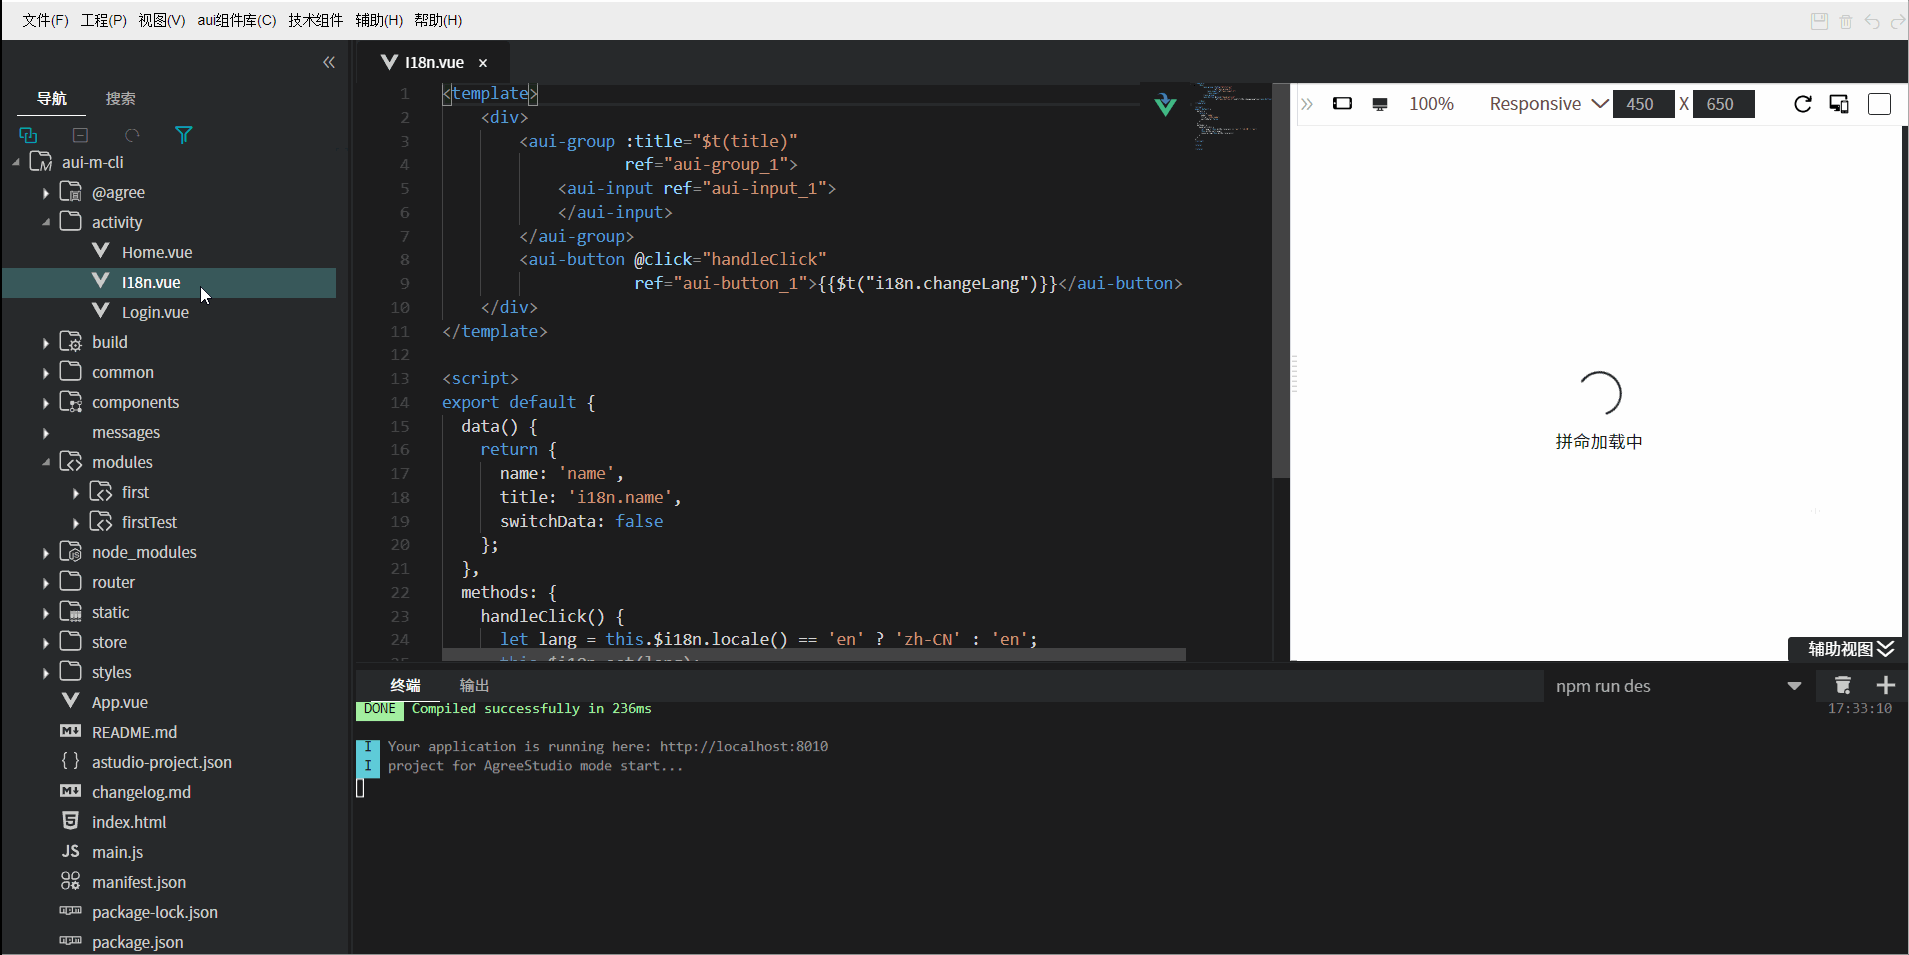 文件(F) 工程(P) 视图(V) aui组件库(C) 技术组件 辅助(H) 帮助(H)
I18n.vue ×
导航 搜索
aui-m-cli
@agree
activity
Home.vue
I18n.vue
Login.vue
build
common
components
messages
modules
first
firstTest
node_modules
router
static
store
styles
App.vue
README.md
astudio-project.json
changelog.md
index.html
JS main.js
manifest.json
package-lock.json
package.json
1 <template>
2 <div>
3 <aui-group :title="$t(title)"
4 ref="aui-group_1">
5 <aui-input ref="aui-input_1">
6 </aui-input>
7 </aui-group>
8 <aui-button @click="handleClick"
9 ref="aui-button_1">{{$t("i18n.changeLang")}}</aui-button>
10 </div>
11 </template>
12
13 <script>
14 export default {
15 data() {
16 return {
17 name: 'name',
18 title: 'i18n.name',
19 switchData: false
20 };
21 },
22 methods: {
23 handleClick() {
24 let lang = this.$i18n.locale() == 'en' ? 'zh-CN' : 'en';
100% Responsive 450 X 650
拼命加载中
辅助视图
终端 输出
npm run des
DONE Compiled successfully in 236ms 17:33:10
I Your application is running here: http://localhost:8010
I project for AgreeStudio mode start...